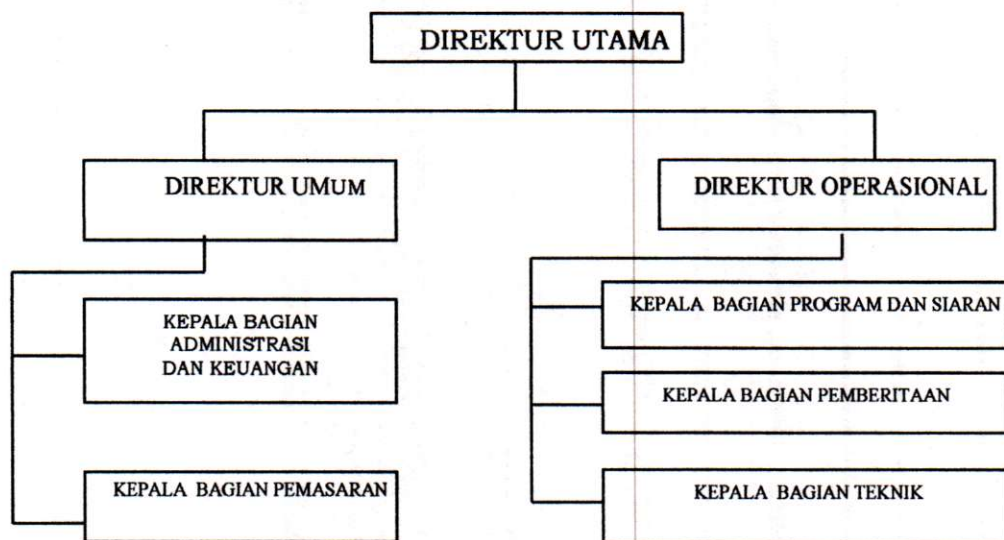 DIREKTUR UTAMA
DIREKTUR UMUM
DIREKTUR OPERASIONAL
KEPALA BAGIAN
ADMINISTRASI
DAN KEUANGAN
KEPALA BAGIAN PEMASARAN
KEPALA BAGIAN PROGRAM DAN SIARAN
KEPALA BAGIAN PEMBERITAAN
KEPALA BAGIAN TEKNIK